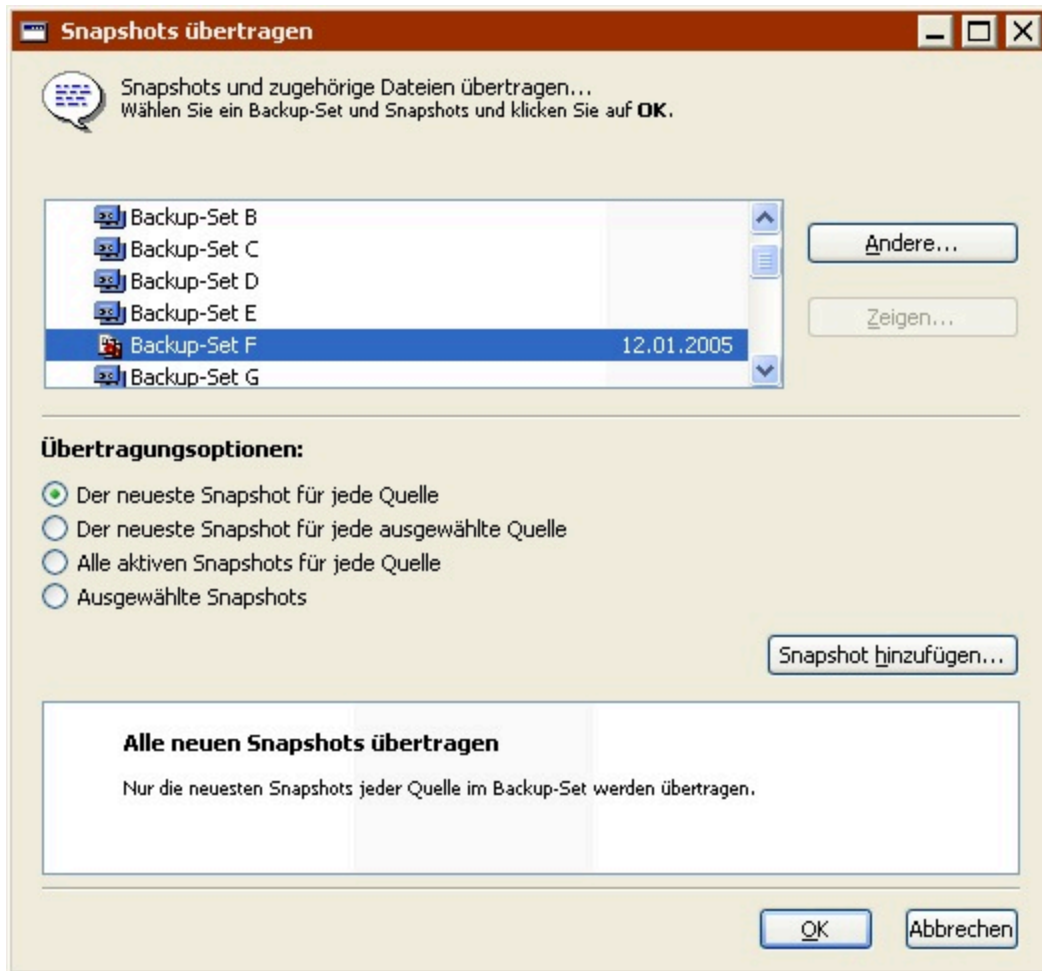 Snapshots übertragen
Snapshots und zugehörige Dateien übertragen...
Wählen Sie ein Backup-Set und Snapshots und klicken Sie auf OK.
Backup-Set B
Backup-Set C
Andere...
Backup-Set D
Backup-Set E
Zeigen...
Backup-Set F 12.01.2005
Backup-Set G
Übertragungsoptionen:
Der neueste Snapshot für jede Quelle
Der neueste Snapshot für jede ausgewählte Quelle
Alle aktiven Snapshots für jede Quelle
Ausgewählte Snapshots
Snapshot hinzufügen...
Alle neuen Snapshots übertragen
Nur die neuesten Snapshots jeder Quelle im Backup-Set werden übertragen.
OK Abbrechen